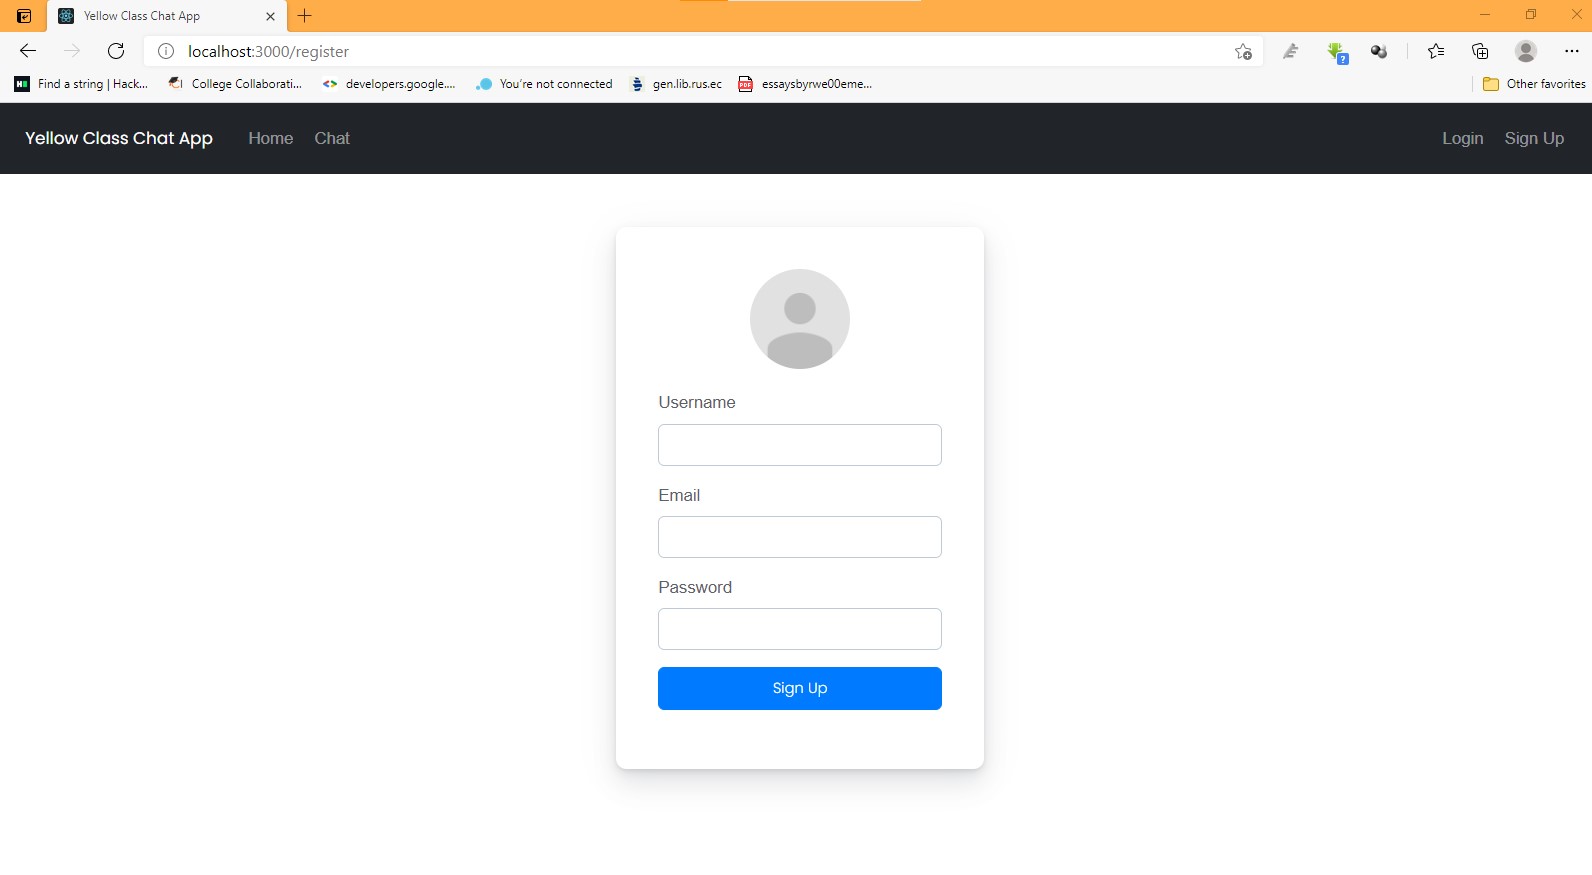 Yellow Class Chat App
localhost:3000/register
Find a string | Hack... College Collaborati... developers.google.... You're not connected gen.lib.rus.ec essaysbyrwe00eme... Other favorites
Yellow Class Chat App Home Chat Login Sign Up
Username
Email
Password
Sign Up